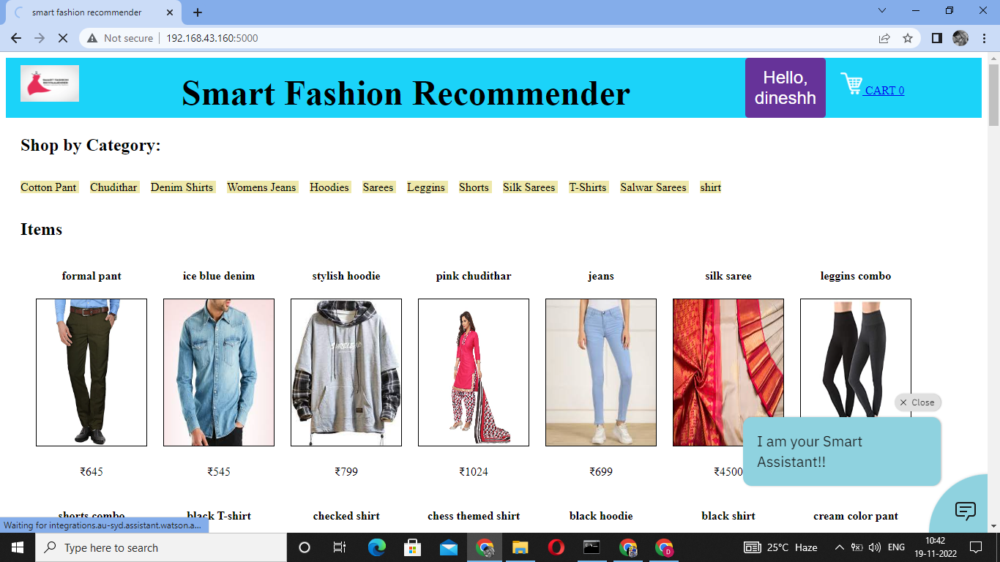 smart fashion recommender
Not secure
192.168.43.160:5000
SMART FASHION
RECOMMENDER
Smart Fashion Recommender
Hello,
dineshh
CART 0
Shop by Category:
Cotton Pant Chudithar Denim Shirts Womens Jeans Hoodies Sarees Leggins Shorts Silk Sarees T-Shirts Salwar Sarees shirt
Items
formal pant ice blue denim stylish hoodie pink chudithar jeans silk saree leggins combo
Close
I am your Smart
Assistant!!
₹645 ₹545 ₹799 ₹1024 ₹699 ₹4500
shorts combo black T-shirt checked shirt chess themed shirt black hoodie black shirt cream color pant
Waiting for integrations.au-syd.assistant.watson.a...
Type here to search
25°C Haze
ENG
10:42
19-11-2022